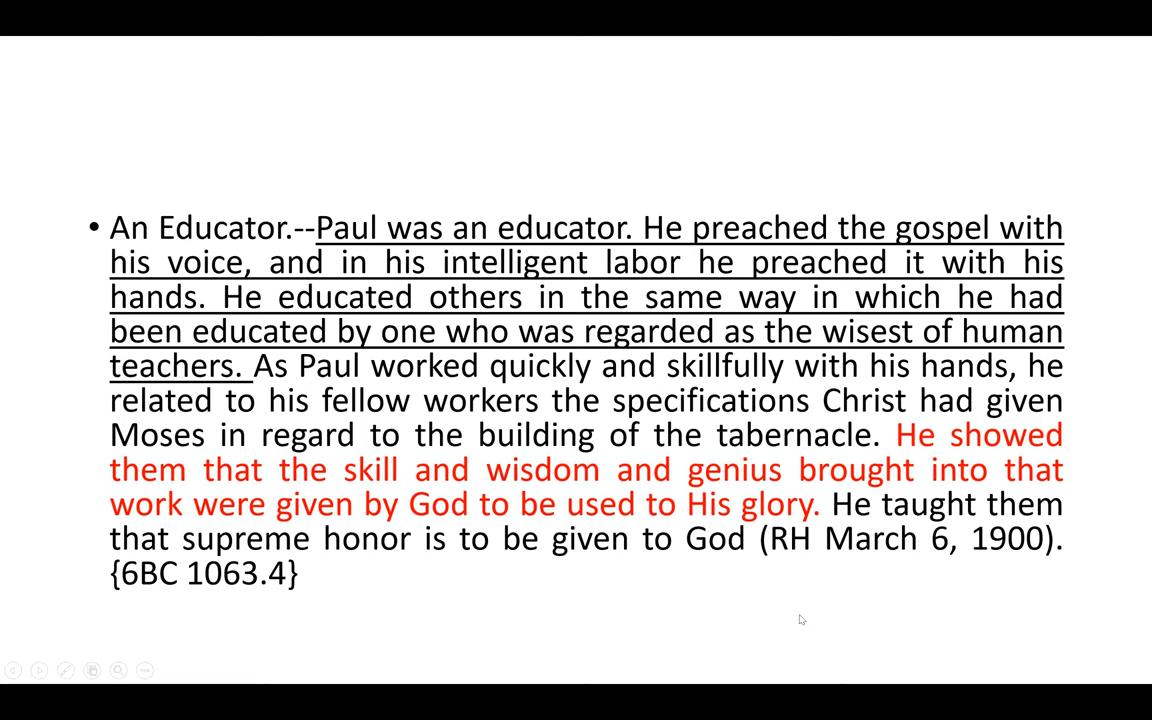 • An Educator.--Paul was an educator. He preached the gospel with
his voice, and in his intelligent labor he preached it with his
hands. He educated others in the same way in which he had
been educated by one who was regarded as the wisest of human
teachers. As Paul worked quickly and skillfully with his hands, he
related to his fellow workers the specifications Christ had given
Moses in regard to the building of the tabernacle. He showed
them that the skill and wisdom and genius brought into that
work were given by God to be used to His glory. He taught them
that supreme honor is to be given to God (RH March 6, 1900).
{6BC 1063.4}